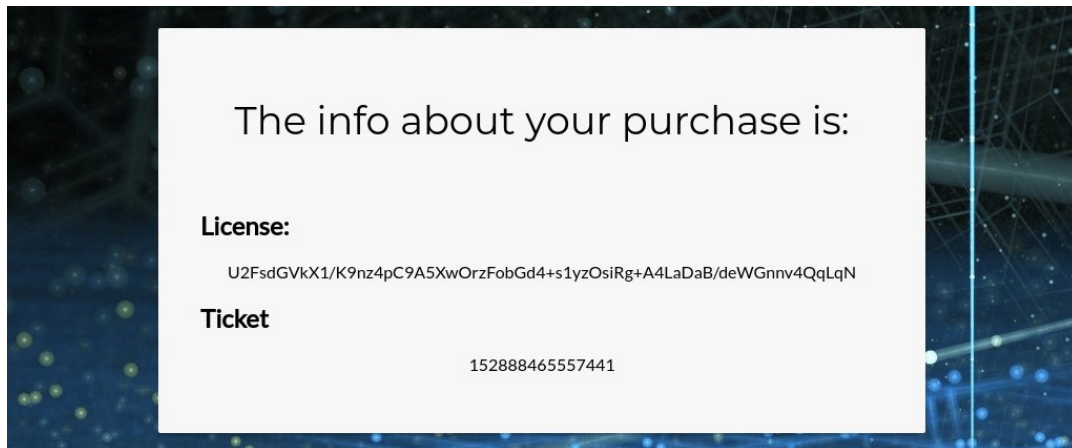 The info about your purchase is:
License:
U2FsdGVkX1/K9nz4pC9A5XwOrzFobGd4+s1yzOsiRg+A4LaDaB/deWGnnv4QqLqN
Ticket
152888465557441